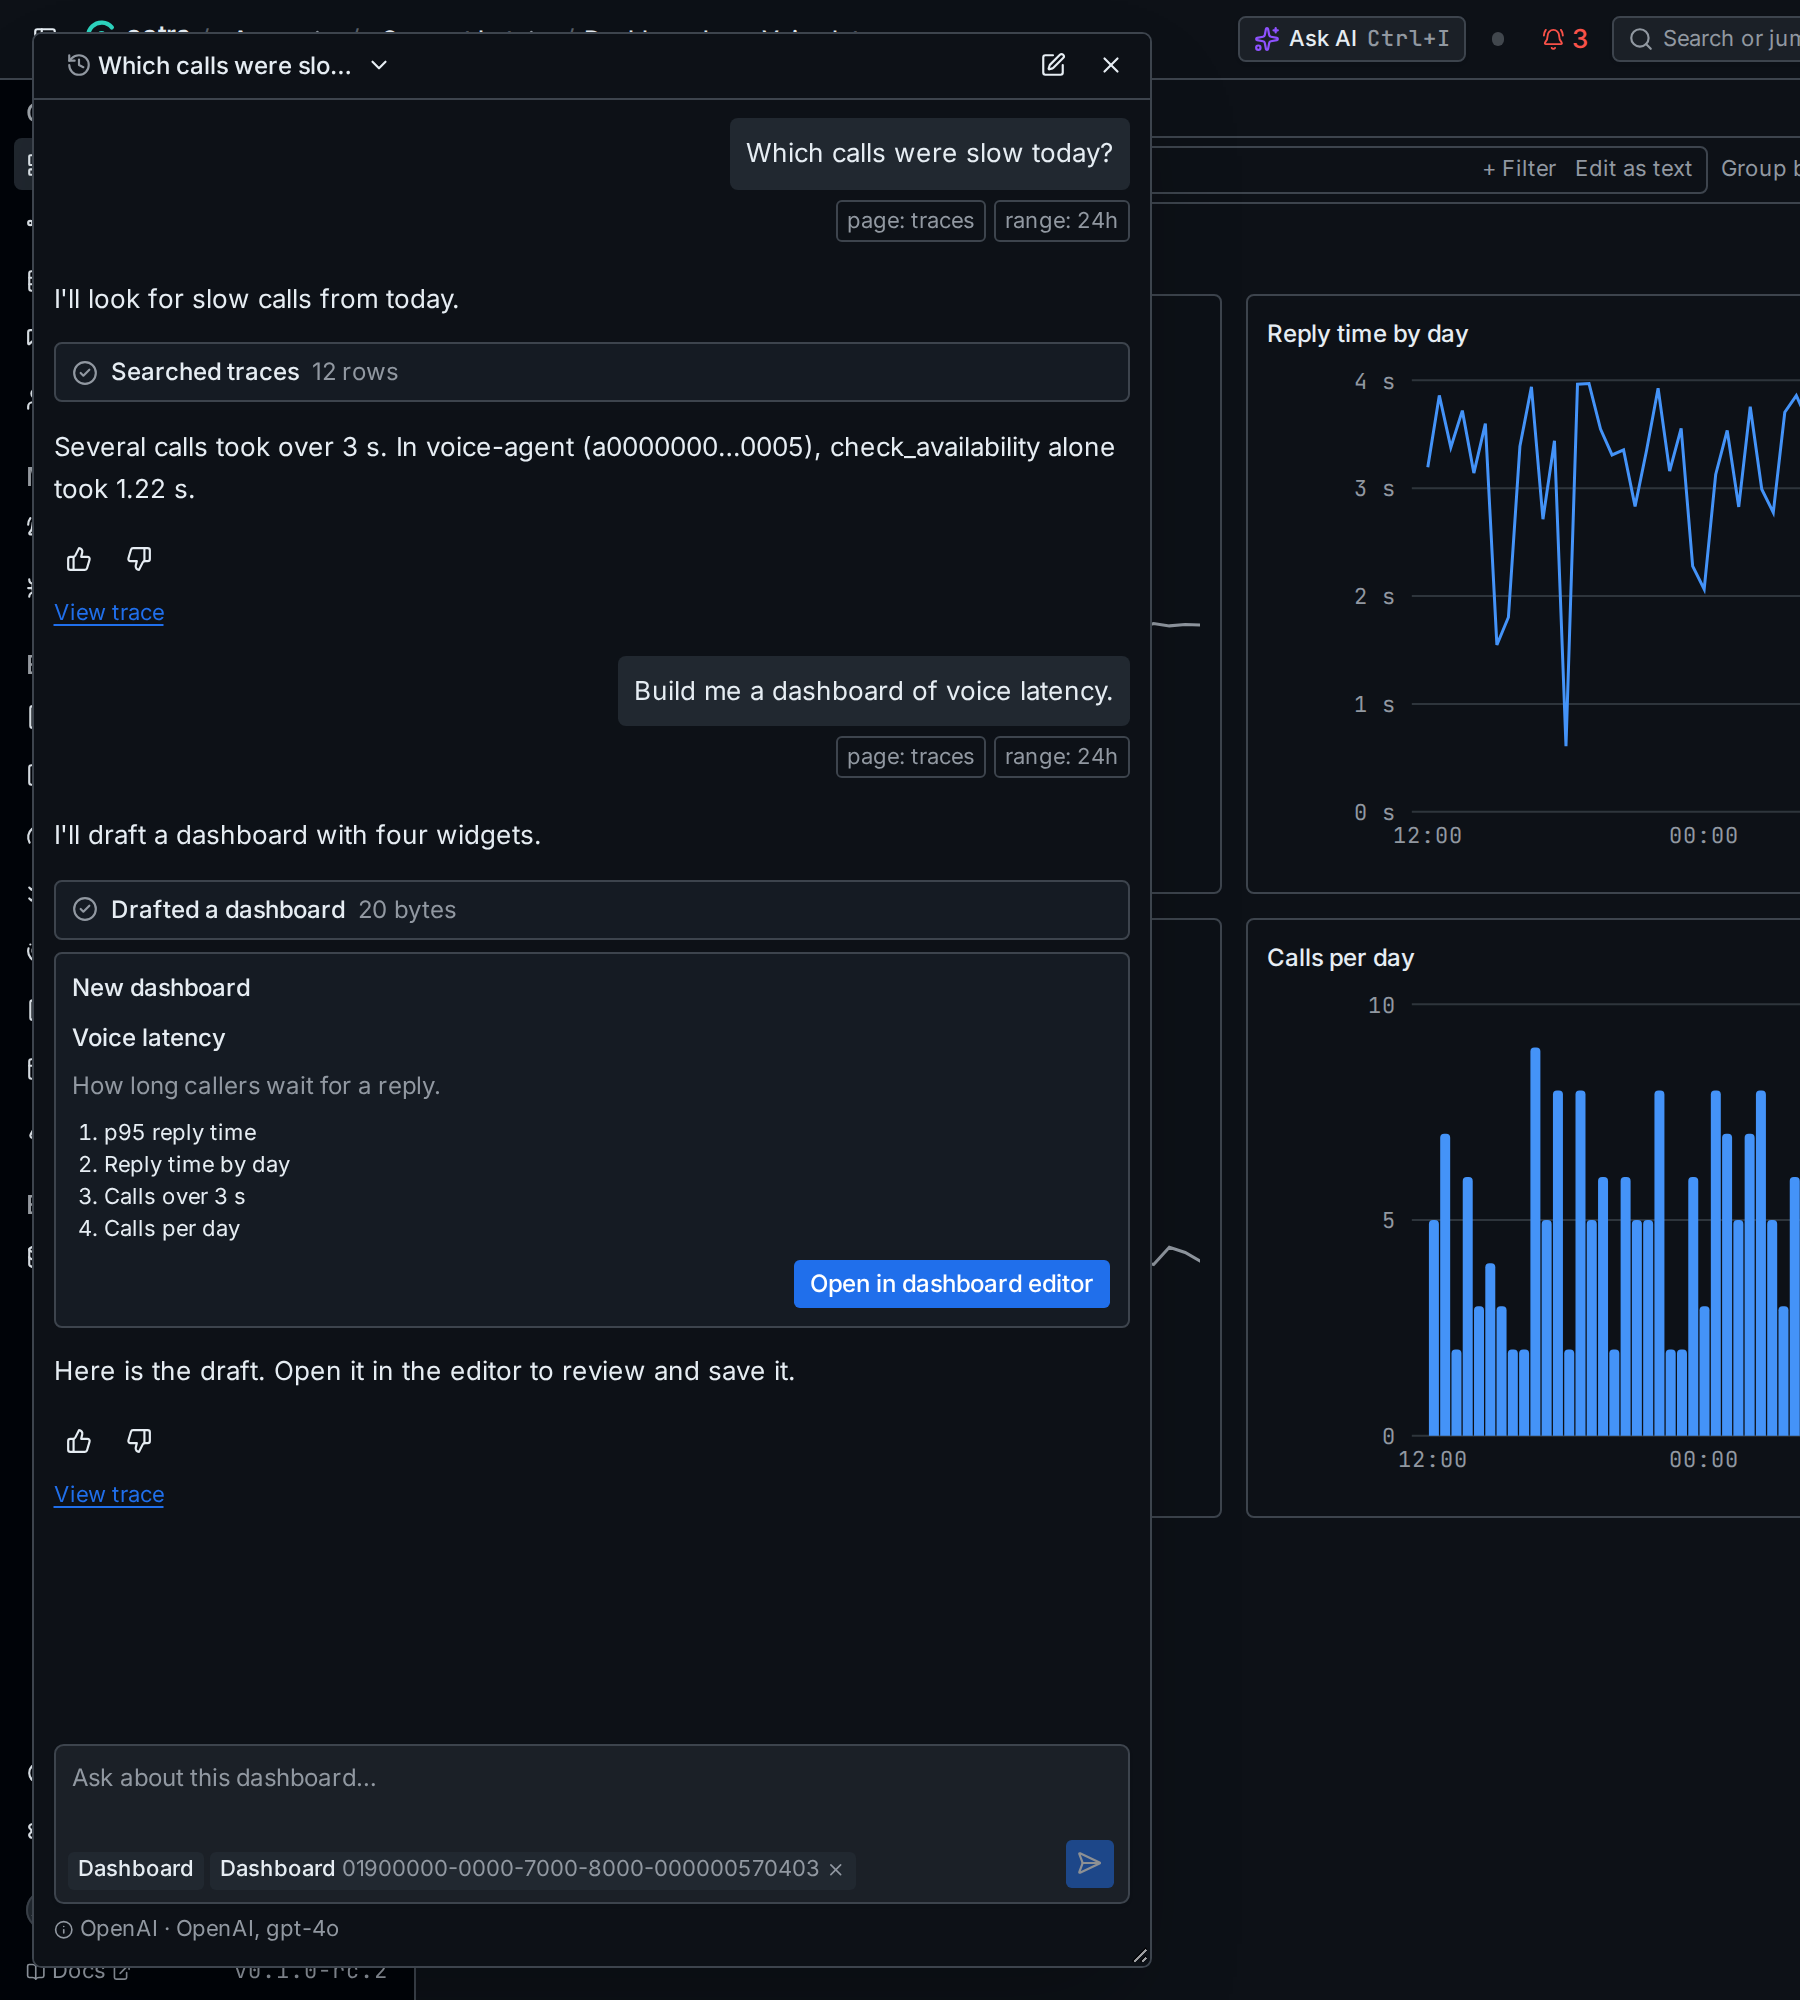 Ask AI Ctrl+I
3
Search or jum
Which calls were slo...
+ Filter Edit as text
Group b
Which calls were slow today?
page: traces
range: 24h
I'll look for slow calls from today.
Searched traces 12 rows
Several calls took over 3 s. In voice-agent (a0000000...0005), check_availability alone
took 1.22 s.
View trace
Build me a dashboard of voice latency.
page: traces
range: 24h
I'll draft a dashboard with four widgets.
Drafted a dashboard 20 bytes
New dashboard
Voice latency
How long callers wait for a reply.
1. p95 reply time
2. Reply time by day
3. Calls over 3 s
4. Calls per day
Open in dashboard editor
Here is the draft. Open it in the editor to review and save it.
View trace
Ask about this dashboard...
Dashboard
Dashboard 01900000-0000-7000-8000-000000570403
OpenAI · OpenAI, gpt-4o
Docs
v0.1.0-rc.2
Reply time by day
4 s
3 s
2 s
1 s
0 s
12:00
00:00
Calls per day
10
5
0
12:00
00:00